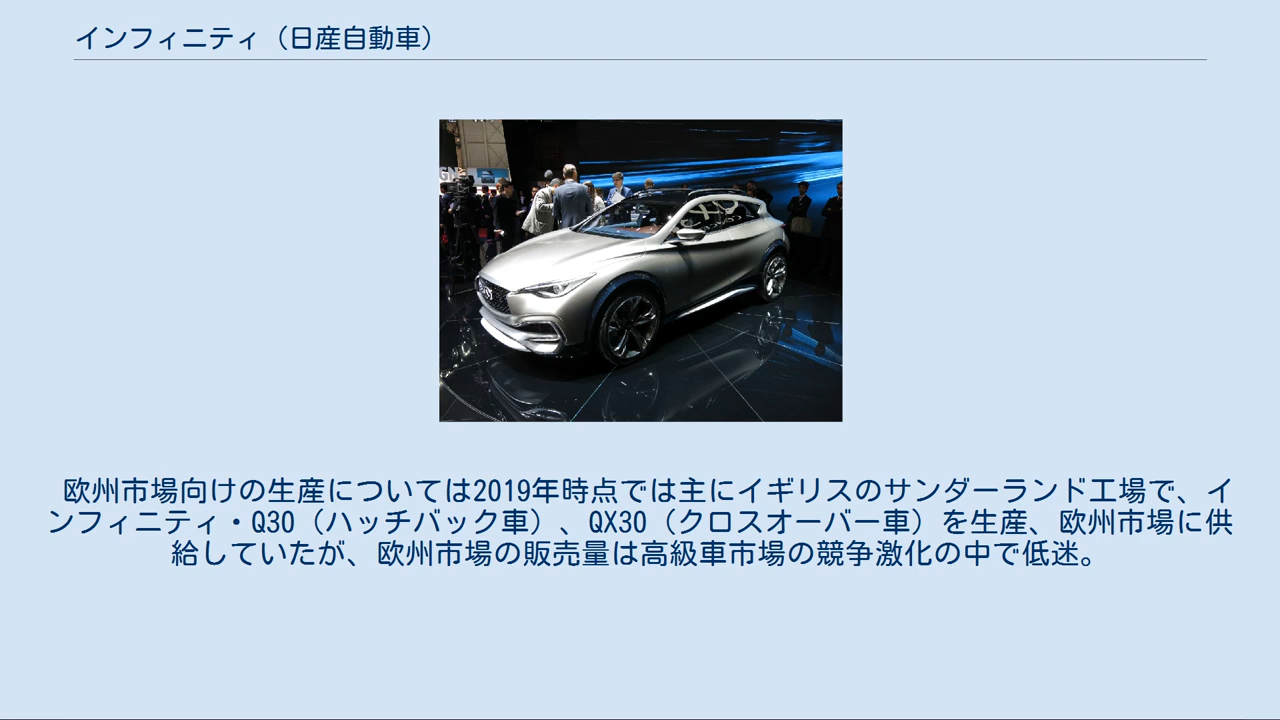 インフィニティ（日産自動車）
欧州市場向けの生産については2019年時点では主にイギリスのサンダーランド工場で、イ
ンフィニティ・Q30（ハッチバック車）、QX30（クロスオーバー車）を生産、欧州市場に供
給していたが、欧州市場の販売量は高級車市場の競争激化の中で低迷。